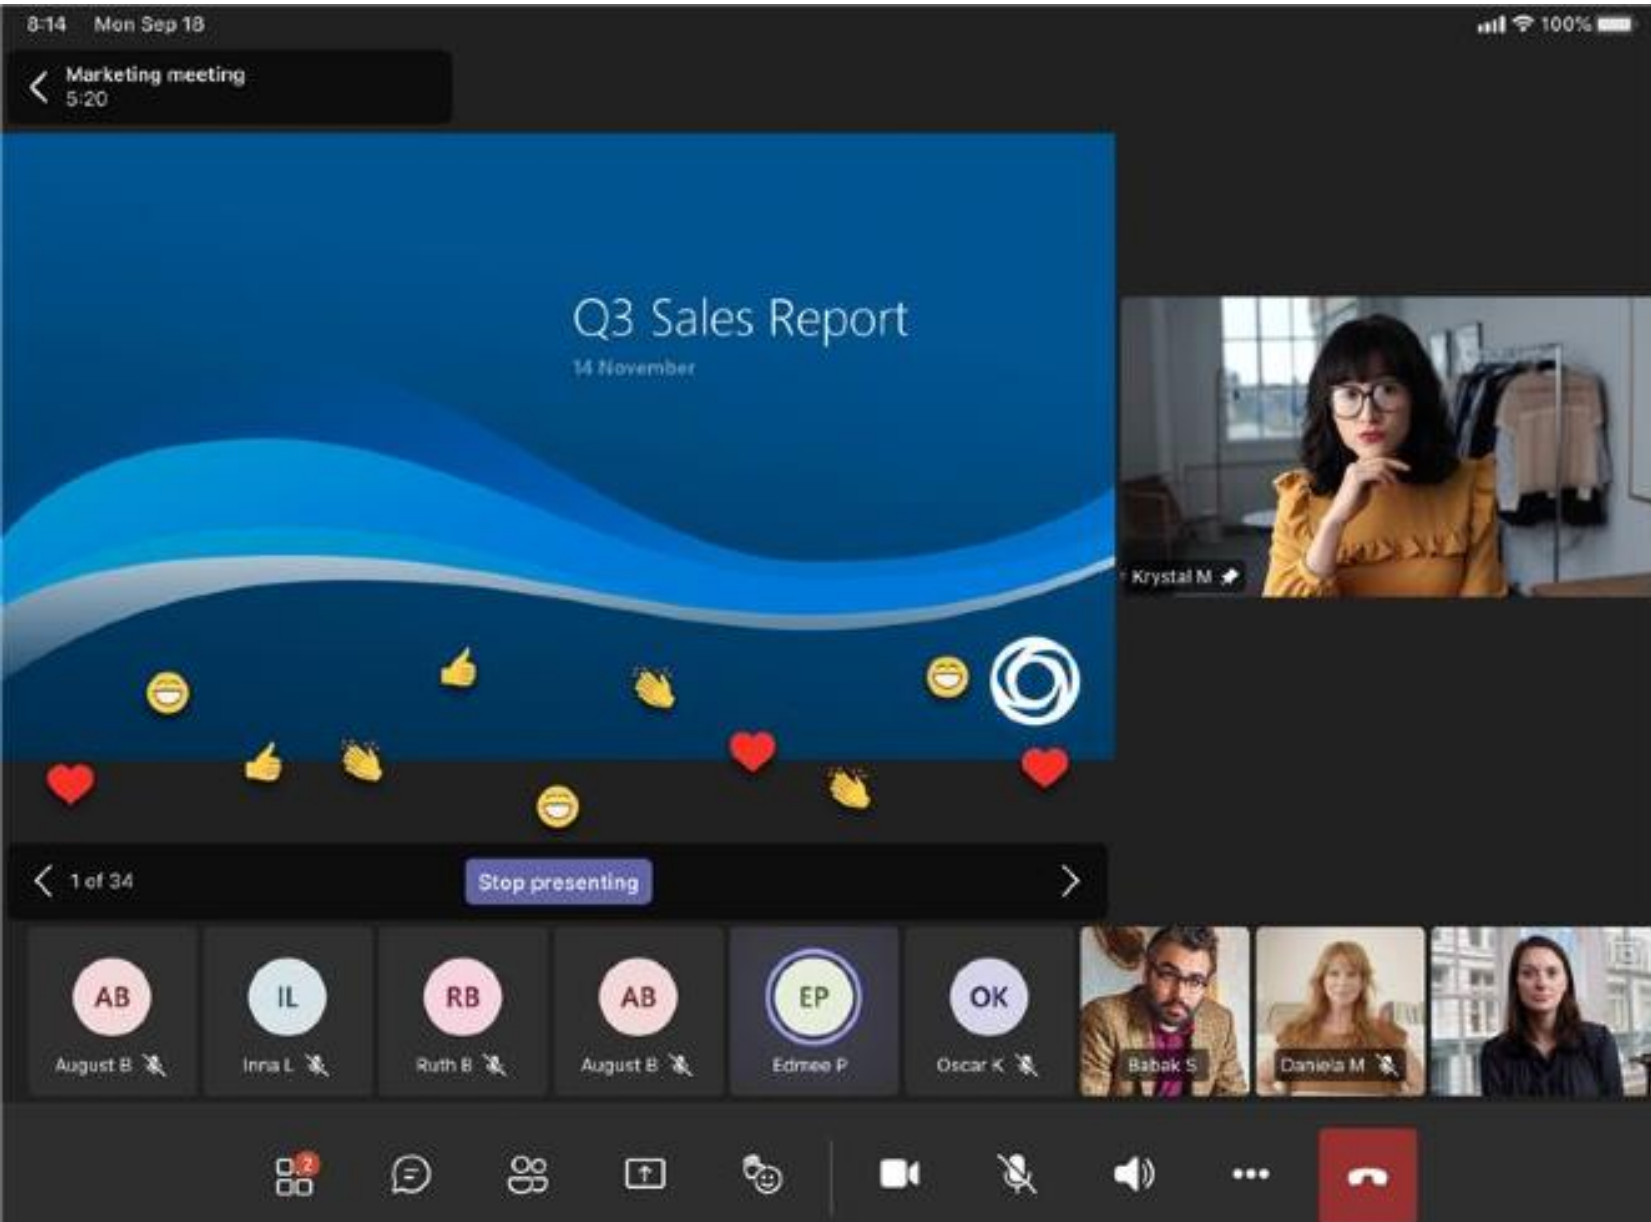 8:14 Mon Sep 18
100%
Marketing meeting
5:20
Q3 Sales Report
14 November
Krystal M
1 of 34
Stop presenting
AB
IL
RB
AB
EP
OK
August B
Inna L
Ruth B
August B
Edmee P
Oscar K
Babak S
Daniela M
2